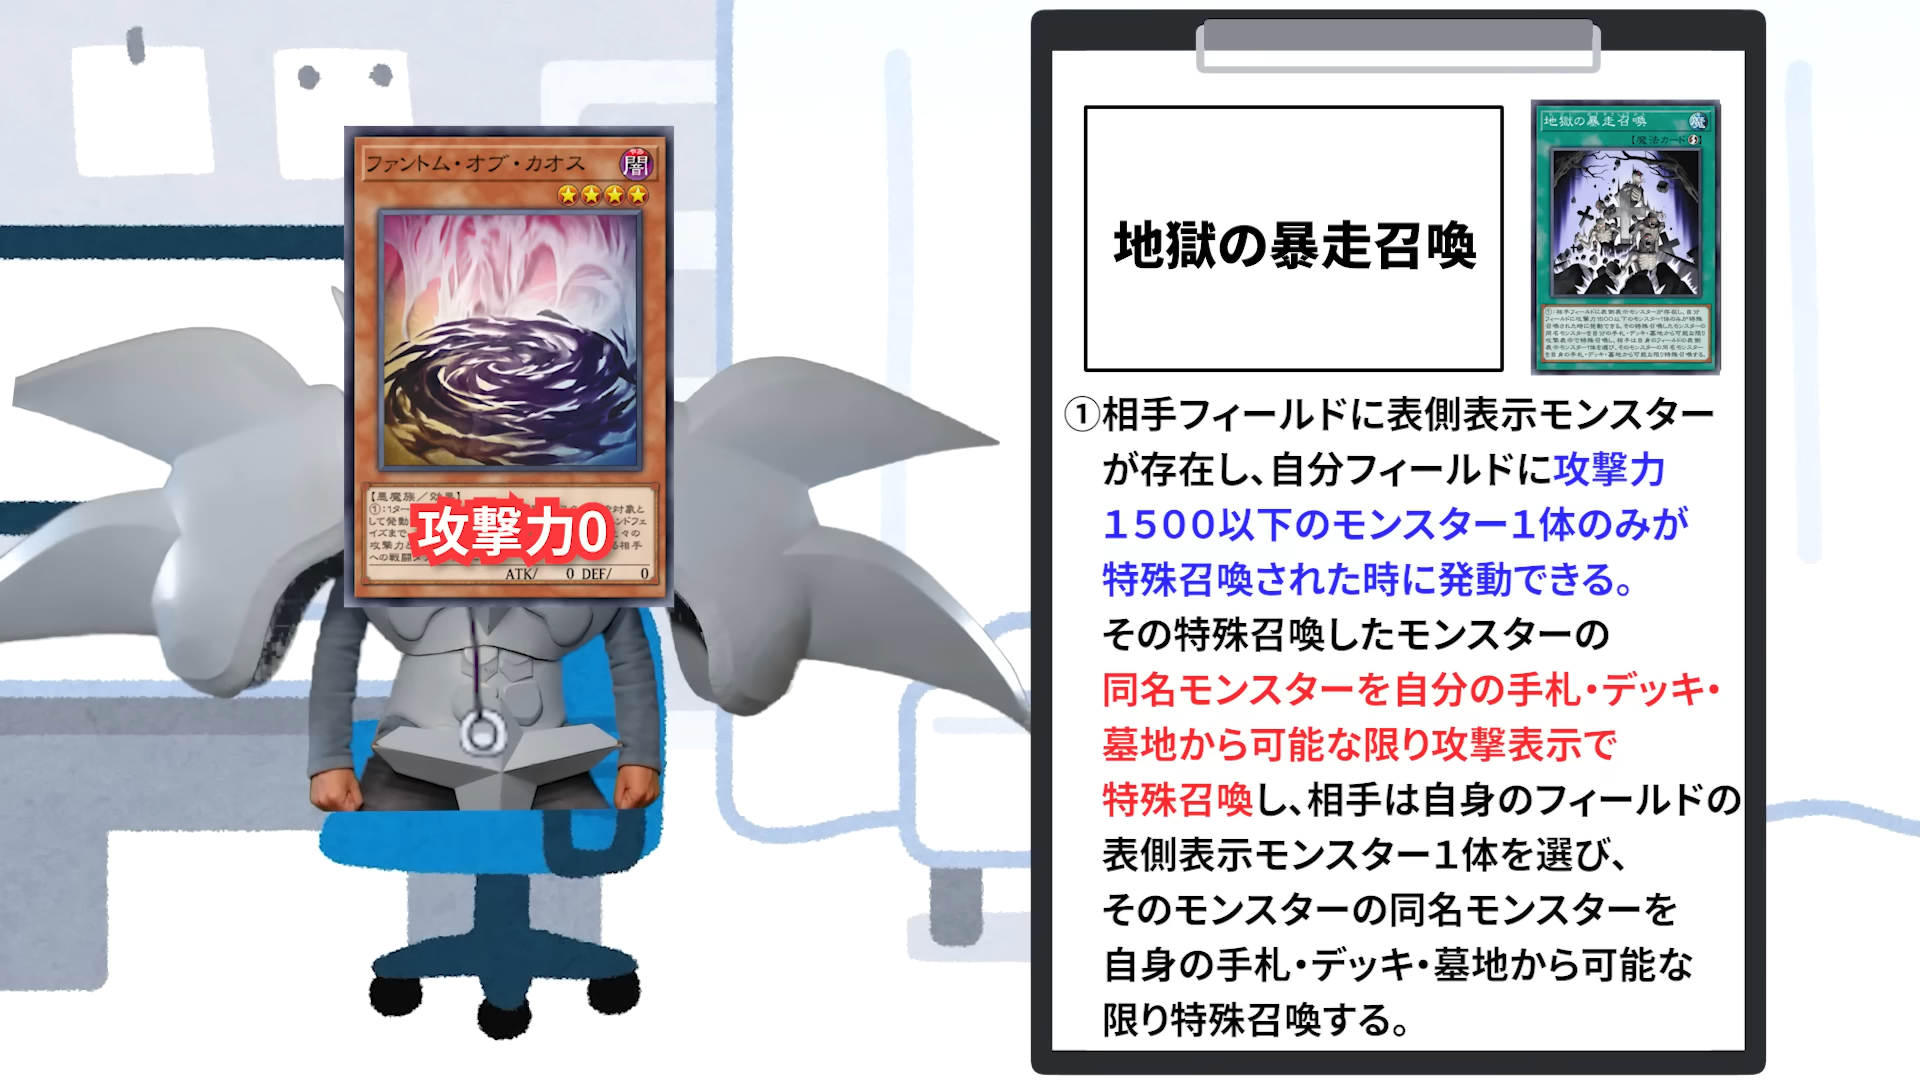 ファントム・オブ・カオス
闇
【悪魔族／効果】
攻撃力0
ATK/ 0 DEF/ 0
地獄の暴走召喚
地獄の暴走召喚
魔
【魔法カード】
①相手フィールドに表側表示モンスター
が存在し、自分フィールドに攻撃力
１５００以下のモンスター１体のみが
特殊召喚された時に発動できる。
その特殊召喚したモンスターの
同名モンスターを自分の手札・デッキ・
墓地から可能な限り攻撃表示で
特殊召喚し、相手は自身のフィールドの
表側表示モンスター１体を選び、
そのモンスターの同名モンスターを
自身の手札・デッキ・墓地から可能な
限り特殊召喚する。